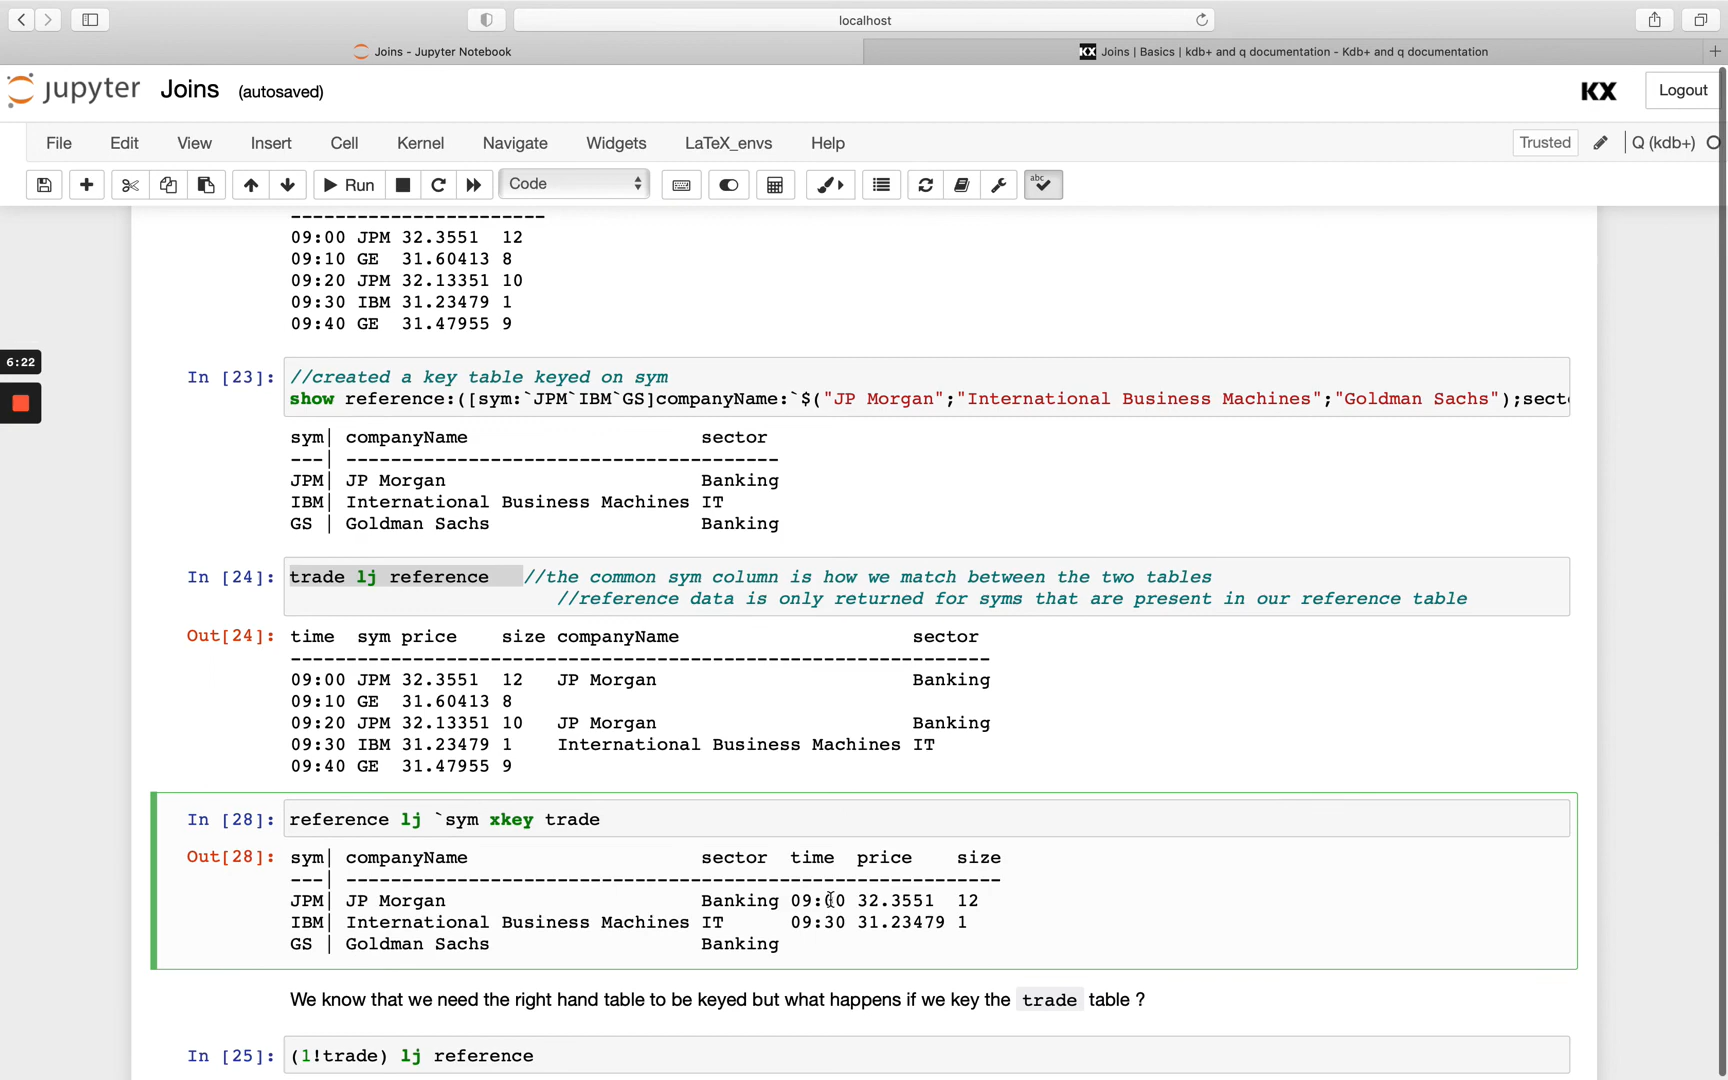 localhost
Joins - Jupyter Notebook
KX Joins | Basics | kdb+ and q documentation - Kdb+ and q documentation
jupyter Joins (autosaved)
KX
Logout
File Edit View Insert Cell Kernel Navigate Widgets LaTeX_envs Help
Trusted
Q (kdb+)
Run
Code
abc
------------------------
09:00 JPM 32.3551 12
09:10 GE 31.60413 8
09:20 JPM 32.13351 10
09:30 IBM 31.23479 1
09:40 GE 31.47955 9
6:22
In [23]: //created a key table keyed on sym
show reference:([sym:`JPM`IBM`GS]companyName:`$("JP Morgan";"International Business Machines";"Goldman Sachs");secto
sym| companyName sector
---| ---------------------------------------
JPM| JP Morgan Banking
IBM| International Business Machines IT
GS | Goldman Sachs Banking
In [24]: trade lj reference //the common sym column is how we match between the two tables
//reference data is only returned for syms that are present in our reference table
Out[24]: time sym price size companyName sector
----------------------------------------------------------------
09:00 JPM 32.3551 12 JP Morgan Banking
09:10 GE 31.60413 8
09:20 JPM 32.13351 10 JP Morgan Banking
09:30 IBM 31.23479 1 International Business Machines IT
09:40 GE 31.47955 9
In [28]: reference lj `sym xkey trade
Out[28]: sym| companyName sector time price size
---| -----------------------------------------------------------
JPM| JP Morgan Banking 09:00 32.3551 12
IBM| International Business Machines IT 09:30 31.23479 1
GS | Goldman Sachs Banking
We know that we need the right hand table to be keyed but what happens if we key the trade table ?
In [25]: (1!trade) lj reference